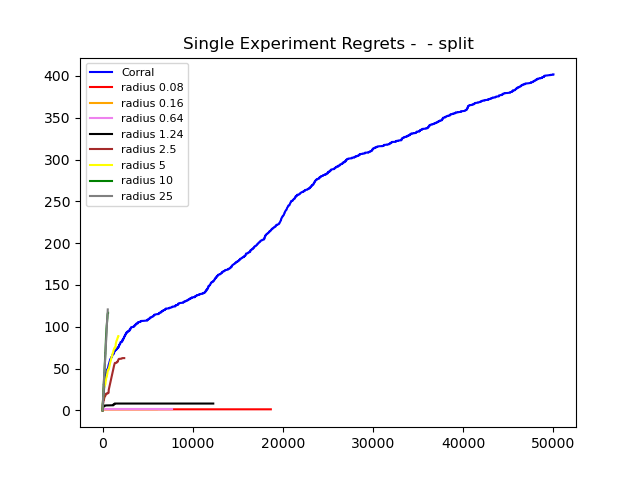 Single Experiment Regrets -  - split
Corral
radius 0.08
radius 0.16
radius 0.64
radius 1.24
radius 2.5
radius 5
radius 10
radius 25
400
350
300
250
200
150
100
50
0
0 10000 20000 30000 40000 50000